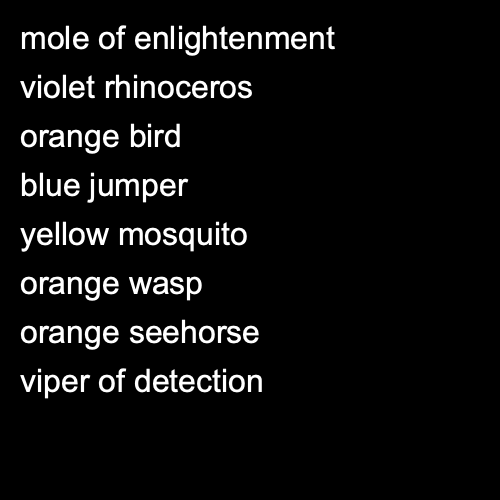 mole of enlightenment
violet rhinoceros
orange bird
blue jumper
yellow mosquito
orange wasp
orange seehorse
viper of detection